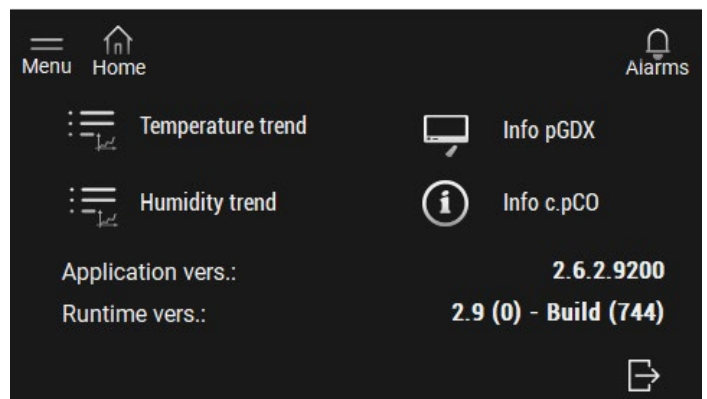 Menu Home Alarms
Temperature trend Info pGDX
Humidity trend Info c.pCO
Application vers.: 2.6.2.9200
Runtime vers.: 2.9 (0) - Build (744)